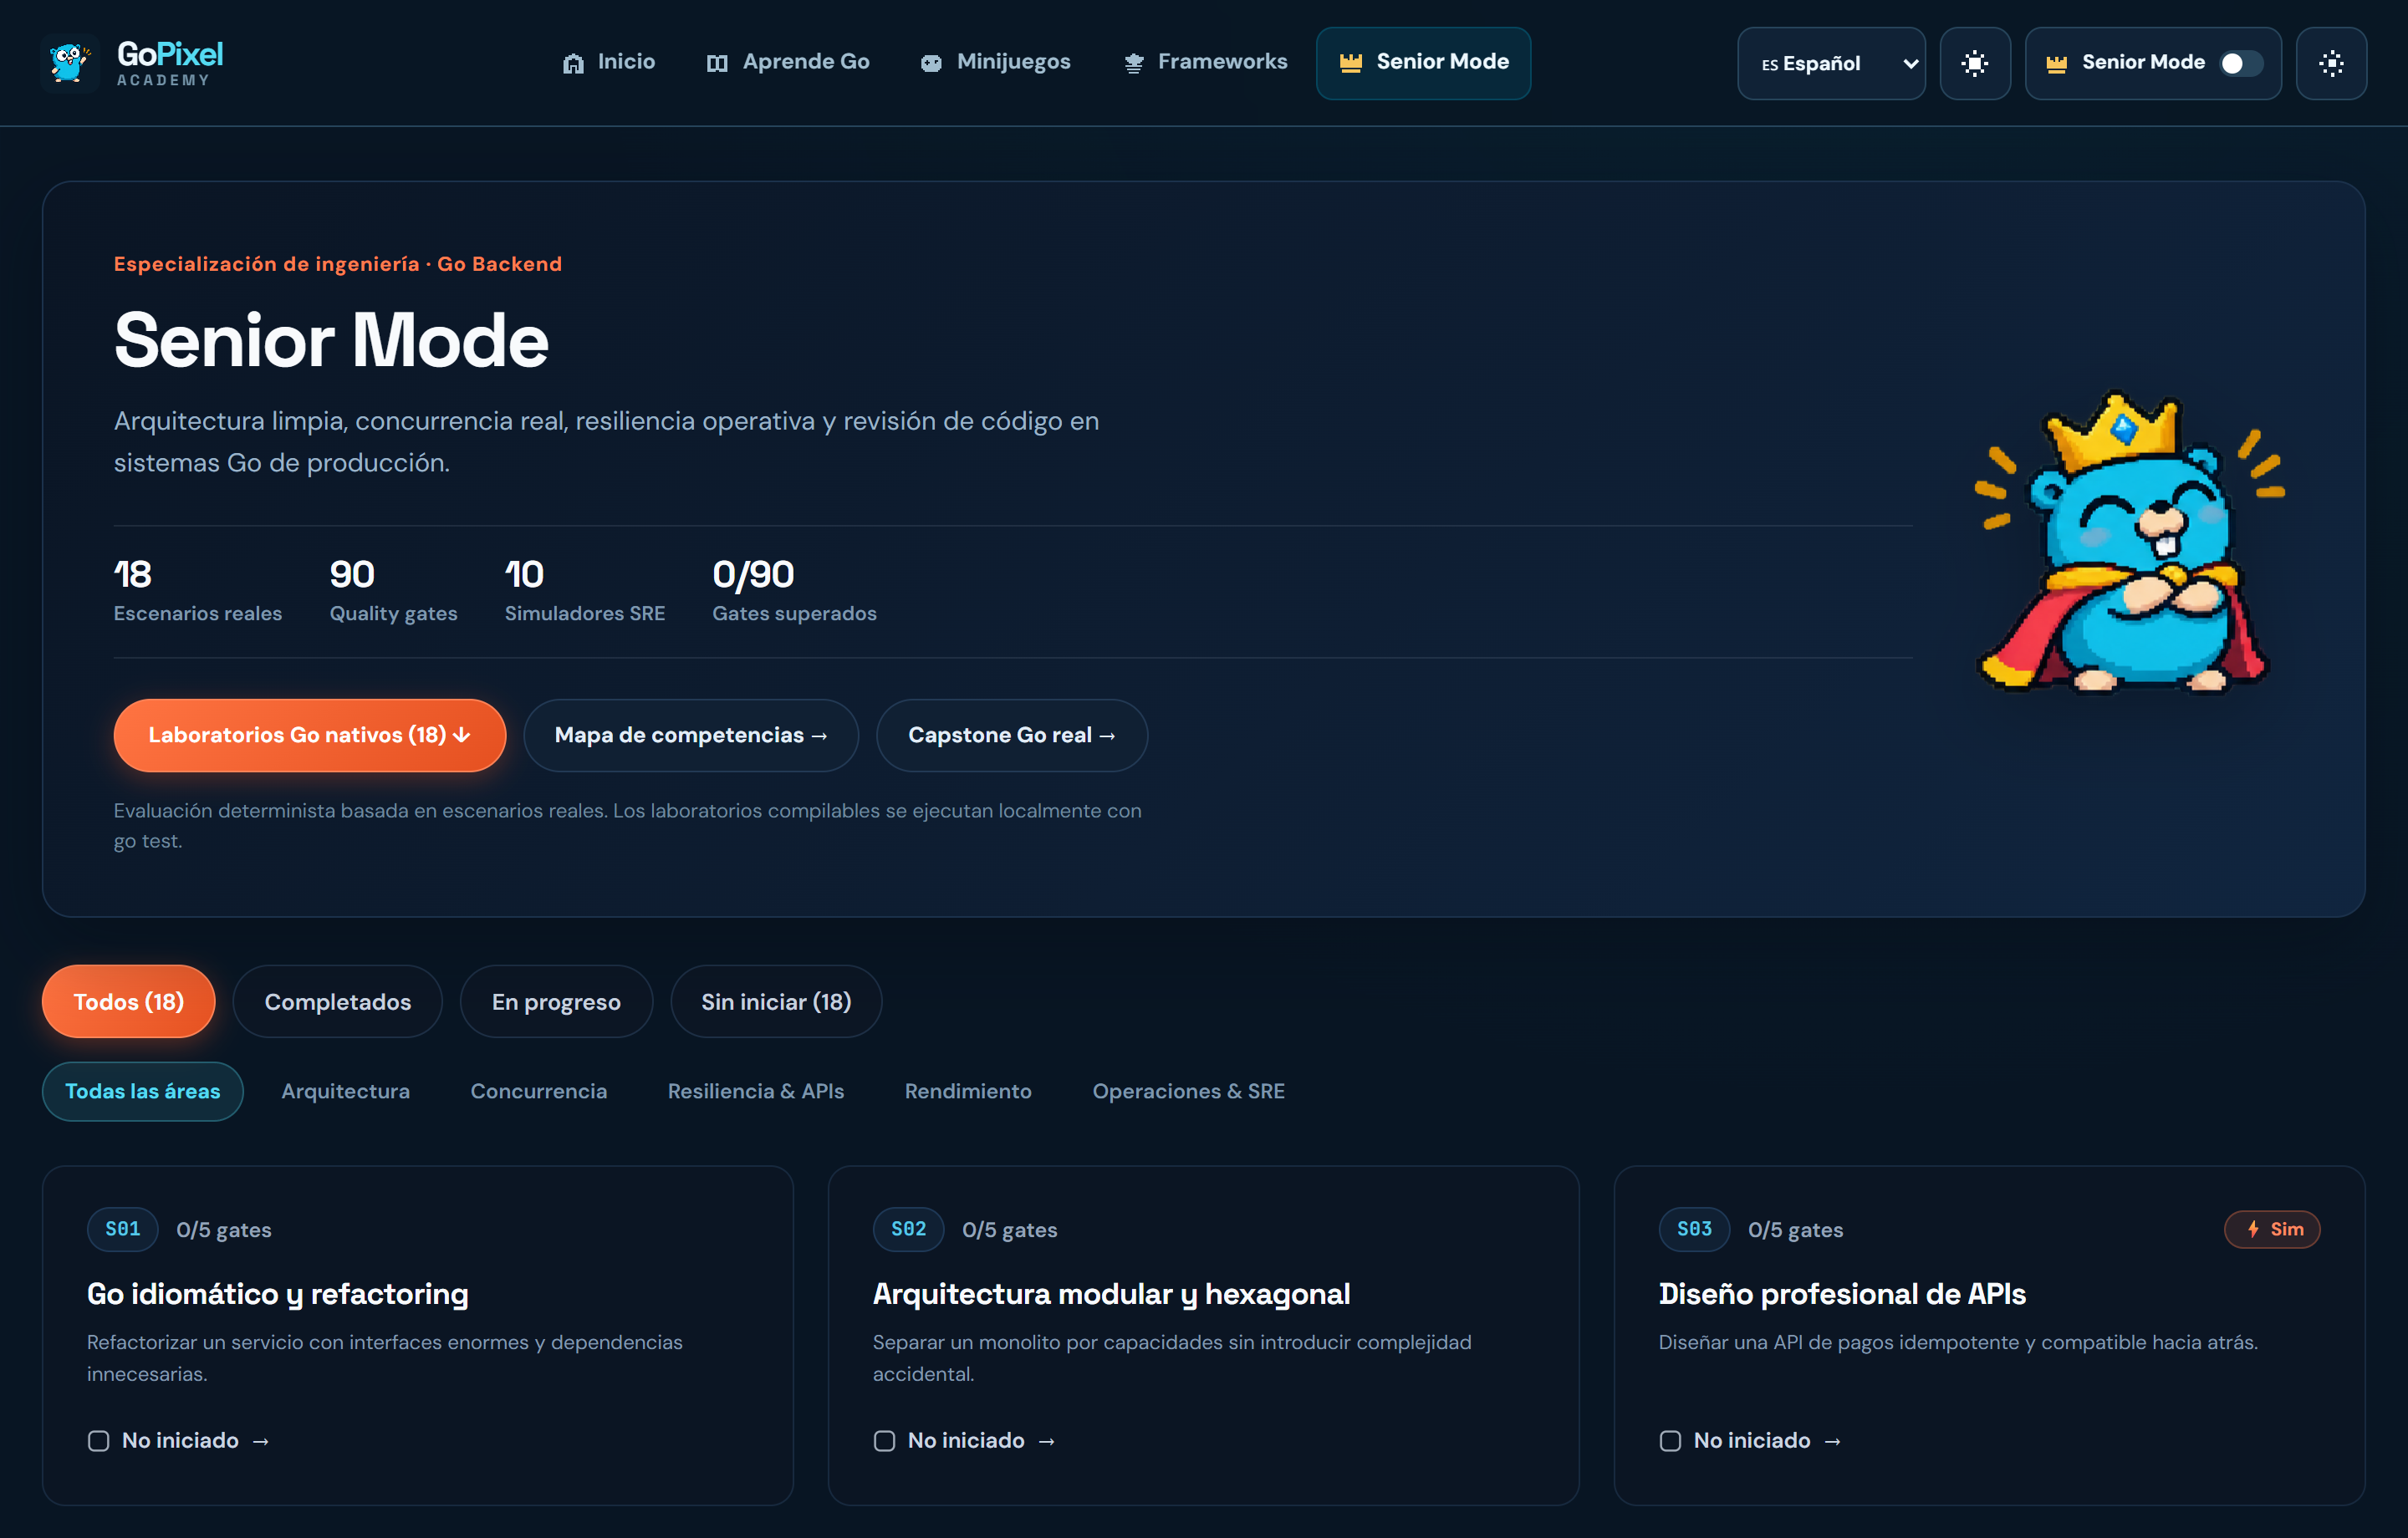 GoPixel
ACADEMY
Inicio
Aprende Go
Minijuegos
Frameworks
Senior Mode
ES Español
Senior Mode
Especialización de ingeniería · Go Backend
Senior Mode
Arquitectura limpia, concurrencia real, resiliencia operativa y revisión de código en
sistemas Go de producción.
18
Escenarios reales
90
Quality gates
10
Simuladores SRE
0/90
Gates superados
Laboratorios Go nativos (18) ↓
Mapa de competencias →
Capstone Go real →
Evaluación determinista basada en escenarios reales. Los laboratorios compilables se ejecutan localmente con
go test.
Todos (18)
Completados
En progreso
Sin iniciar (18)
Todas las áreas
Arquitectura
Concurrencia
Resiliencia & APIs
Rendimiento
Operaciones & SRE
S01
0/5 gates
Go idiomático y refactoring
Refactorizar un servicio con interfaces enormes y dependencias
innecesarias.
No iniciado →
S02
0/5 gates
Arquitectura modular y hexagonal
Separar un monolito por capacidades sin introducir complejidad
accidental.
No iniciado →
S03
0/5 gates
Sim
Diseño profesional de APIs
Diseñar una API de pagos idempotente y compatible hacia atrás.
No iniciado →